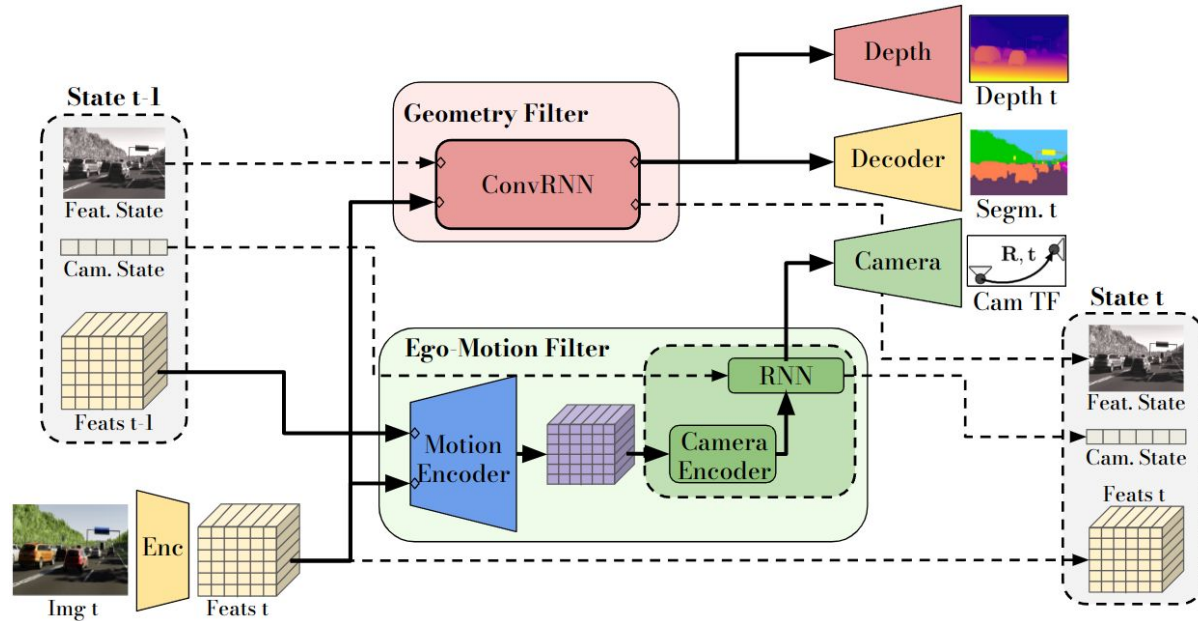 State t-1
Feat. State
Cam. State
Feats t-1
Img t
Enc
Feats t
Geometry Filter
ConvRNN
Ego-Motion Filter
Motion
Encoder
Camera
Encoder
RNN
Depth
Depth t
Decoder
Segm. t
Camera
R, t
Cam TF
State t
Feat. State
Cam. State
Feats t